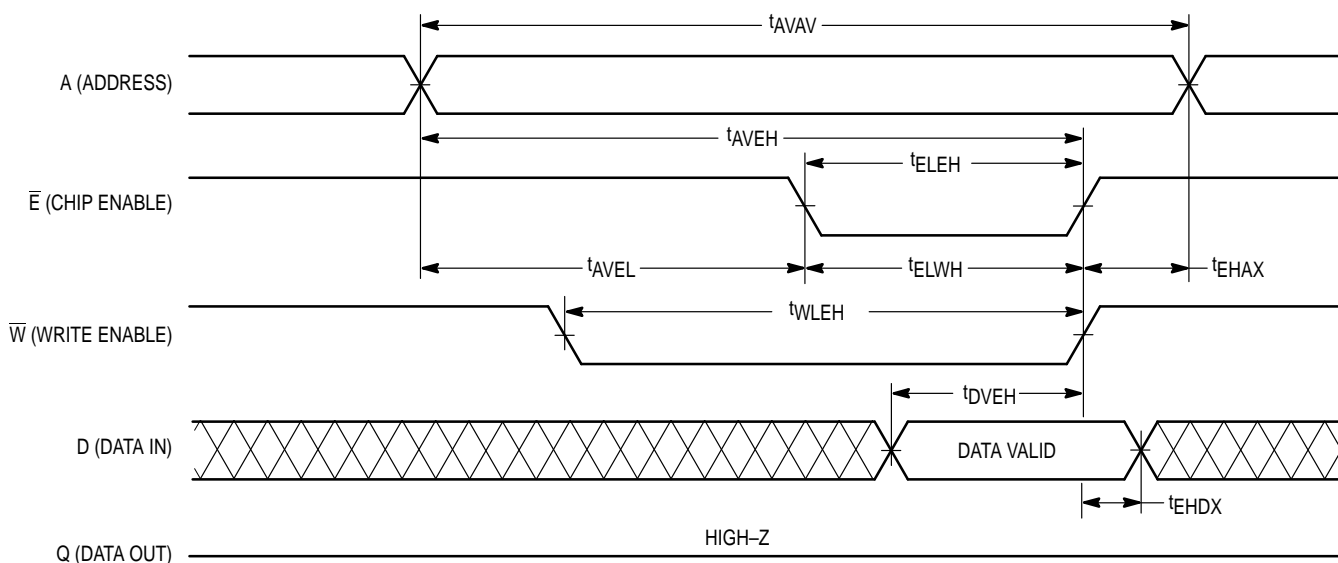 tAVAV
A (ADDRESS)
tAVEH
tELEH
E̅ (CHIP ENABLE)
tAVEL
tELWH
tEHAX
tWLEH
W̅ (WRITE ENABLE)
tDVEH
D (DATA IN)
DATA VALID
tEHDX
HIGH–Z
Q (DATA OUT)